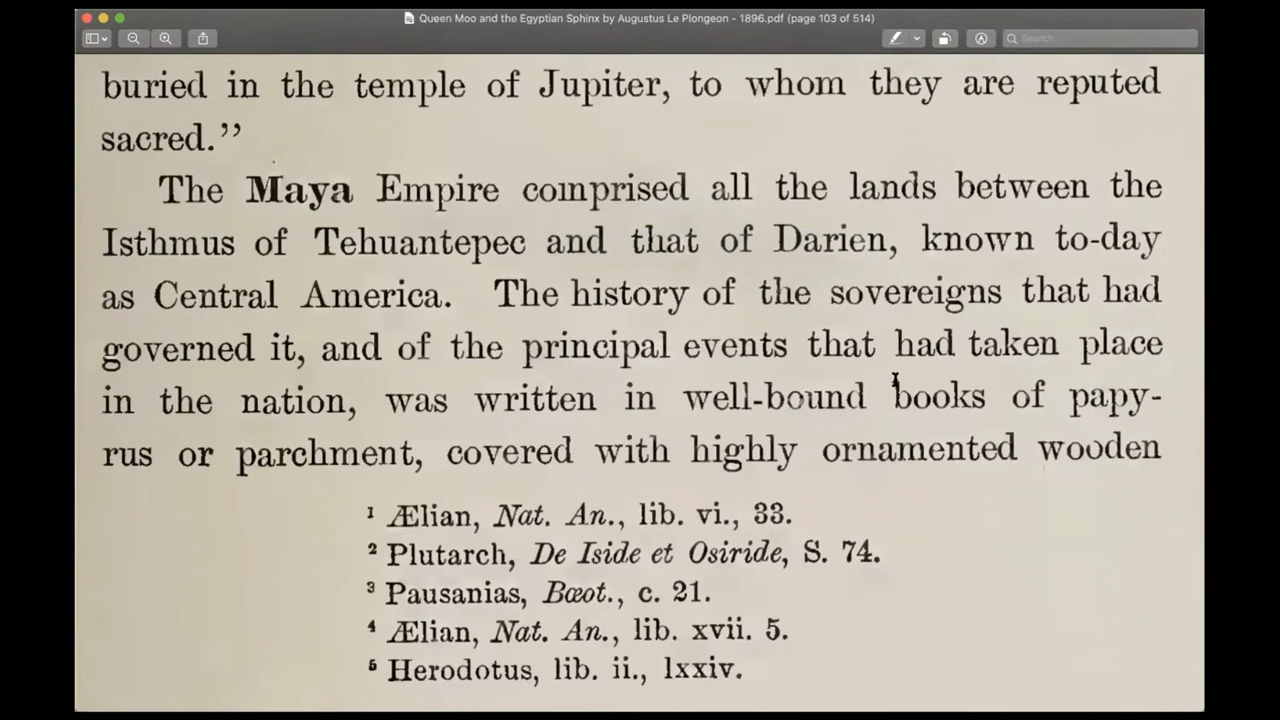 Queen Moo and the Egyptian Sphinx by Augustus Le Plongeon - 1896.pdf (page 103 of 514)
Search
buried in the temple of Jupiter, to whom they are reputed
sacred.”
The Maya Empire comprised all the lands between the
Isthmus of Tehuantepec and that of Darien, known to-day
as Central America. The history of the sovereigns that had
governed it, and of the principal events that had taken place
in the nation, was written in well-bound books of papy-
rus or parchment, covered with highly ornamented wooden
¹ Ælian, Nat. An., lib. vi., 33.
² Plutarch, De Iside et Osiride, S. 74.
³ Pausanias, Bœot., c. 21.
⁴ Ælian, Nat. An., lib. xvii. 5.
⁵ Herodotus, lib. ii., lxxiv.